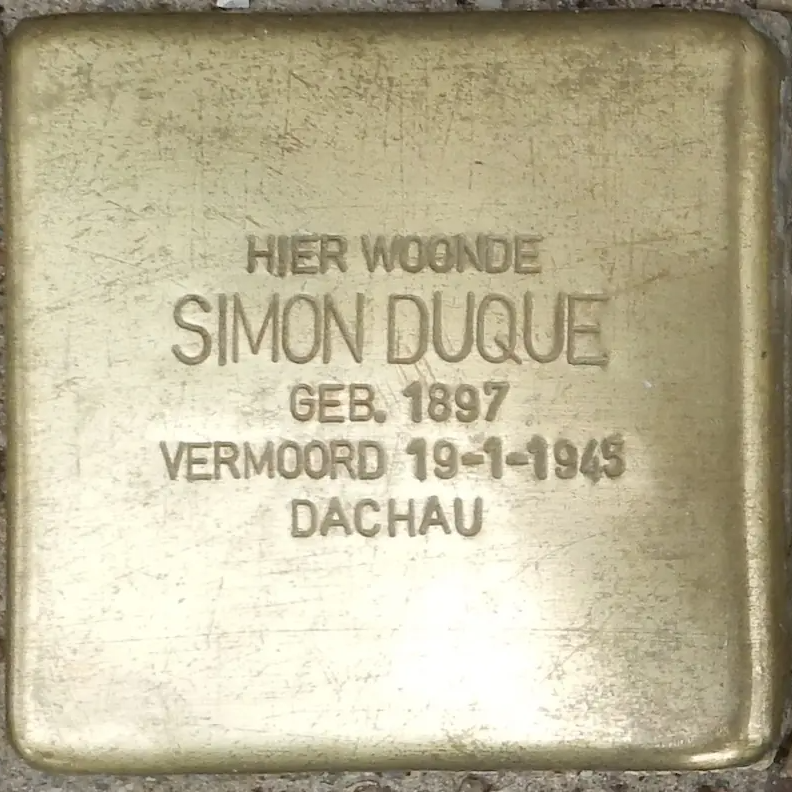 HIER WOONDE
SIMON DUQUE
GEB. 1897
VERMOORD 19-1-1945
DACHAU